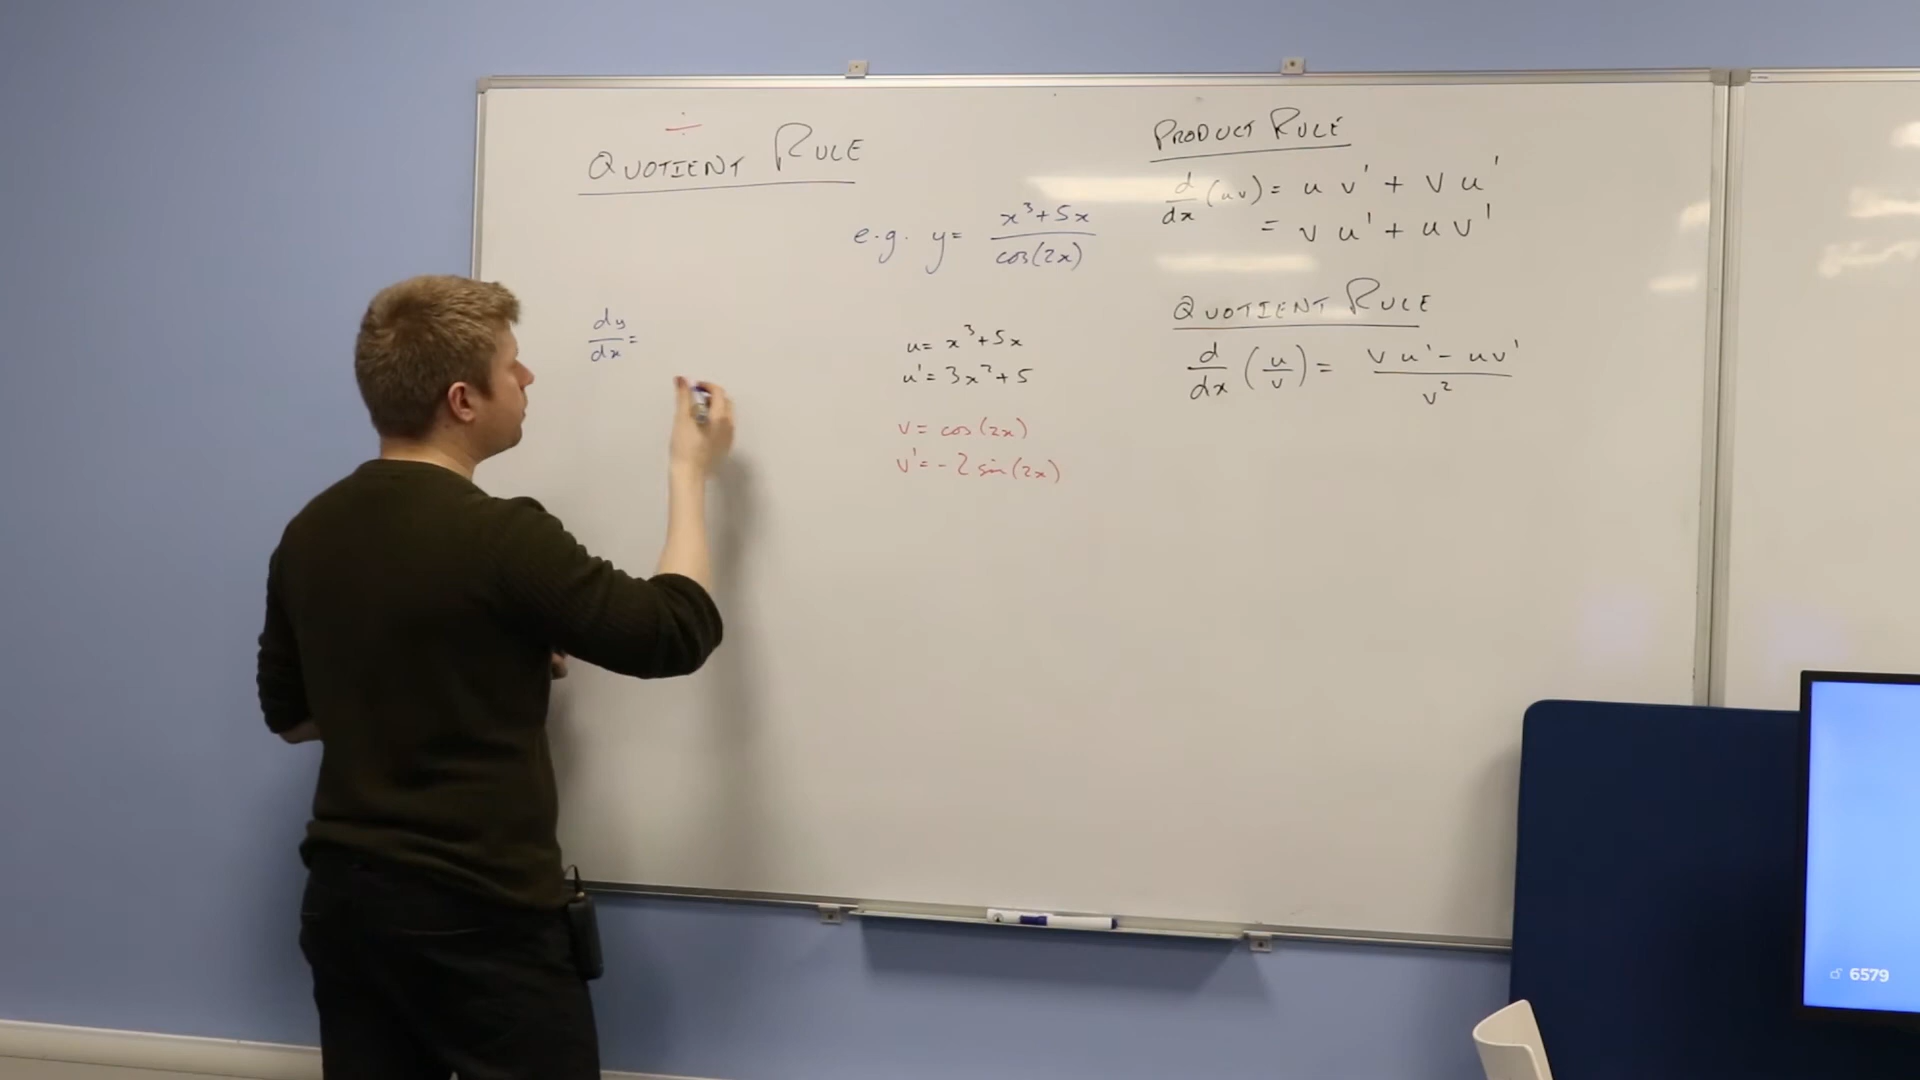 ÷
QUOTIENT RULE
e.g. y = (x³+5x)/(cos(2x))
dy/dx =
u = x³+5x
u' = 3x²+5
v = cos(2x)
v' = -2 sin(2x)
PRODUCT RULE
d/dx (uv) = u v' + v u'
= v u' + u v'
QUOTIENT RULE
d/dx (u/v) = (v u' - u v')/(v²)
6579